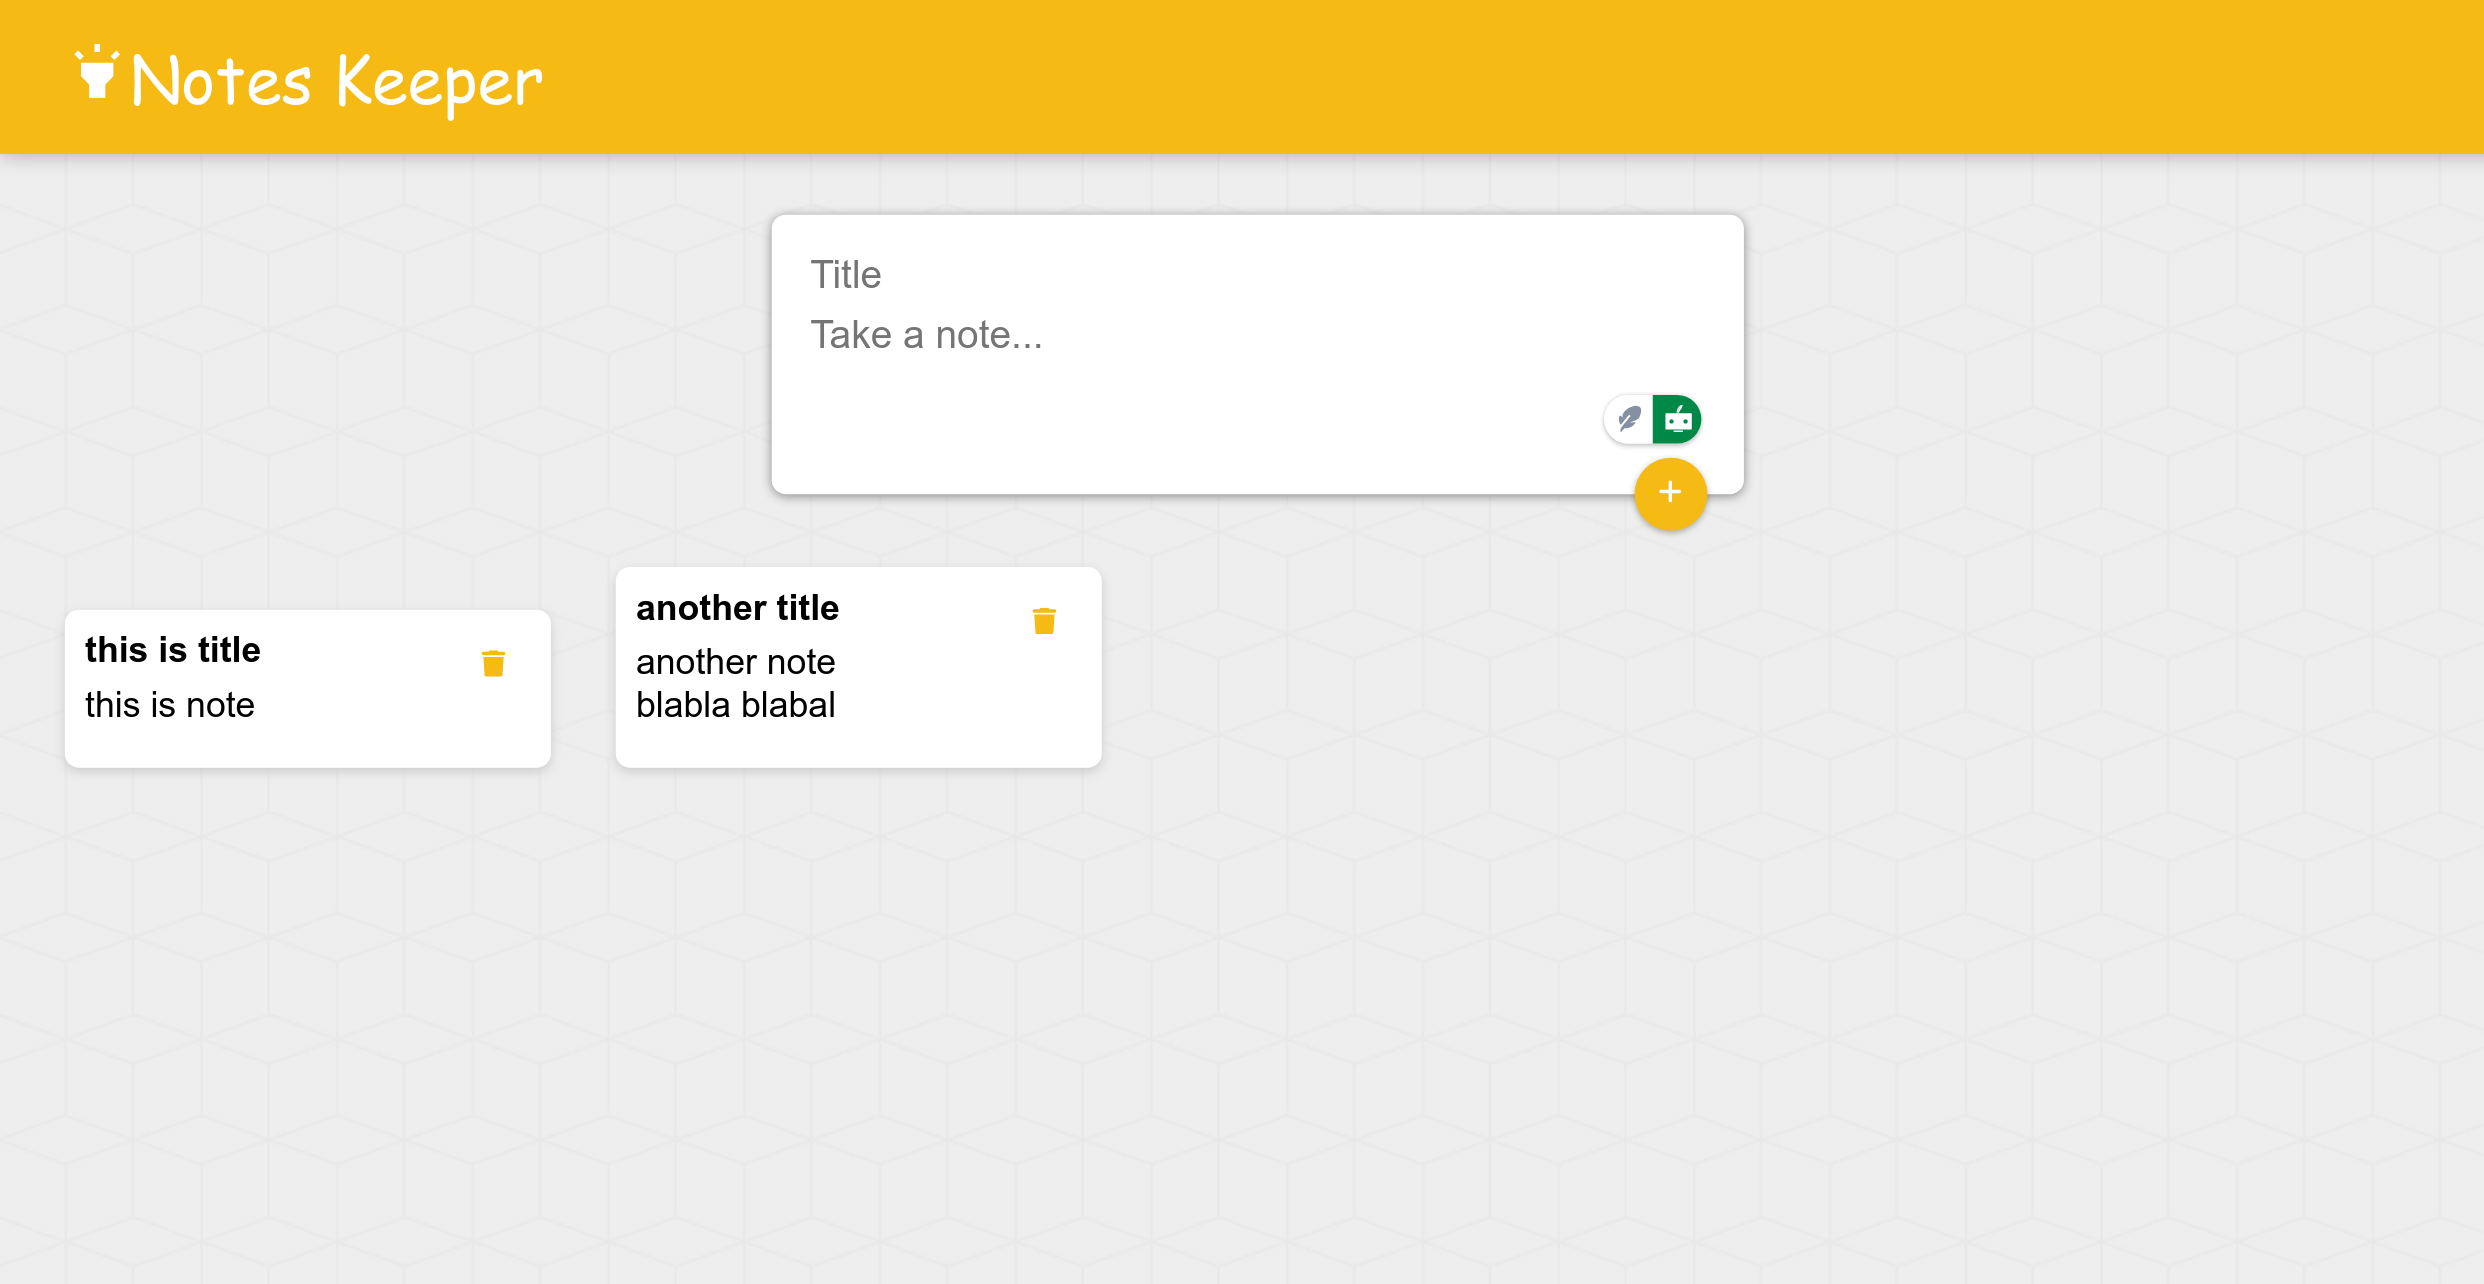 Notes Keeper
Title
Take a note...
this is title
this is note
another title
another note
blabla blabal